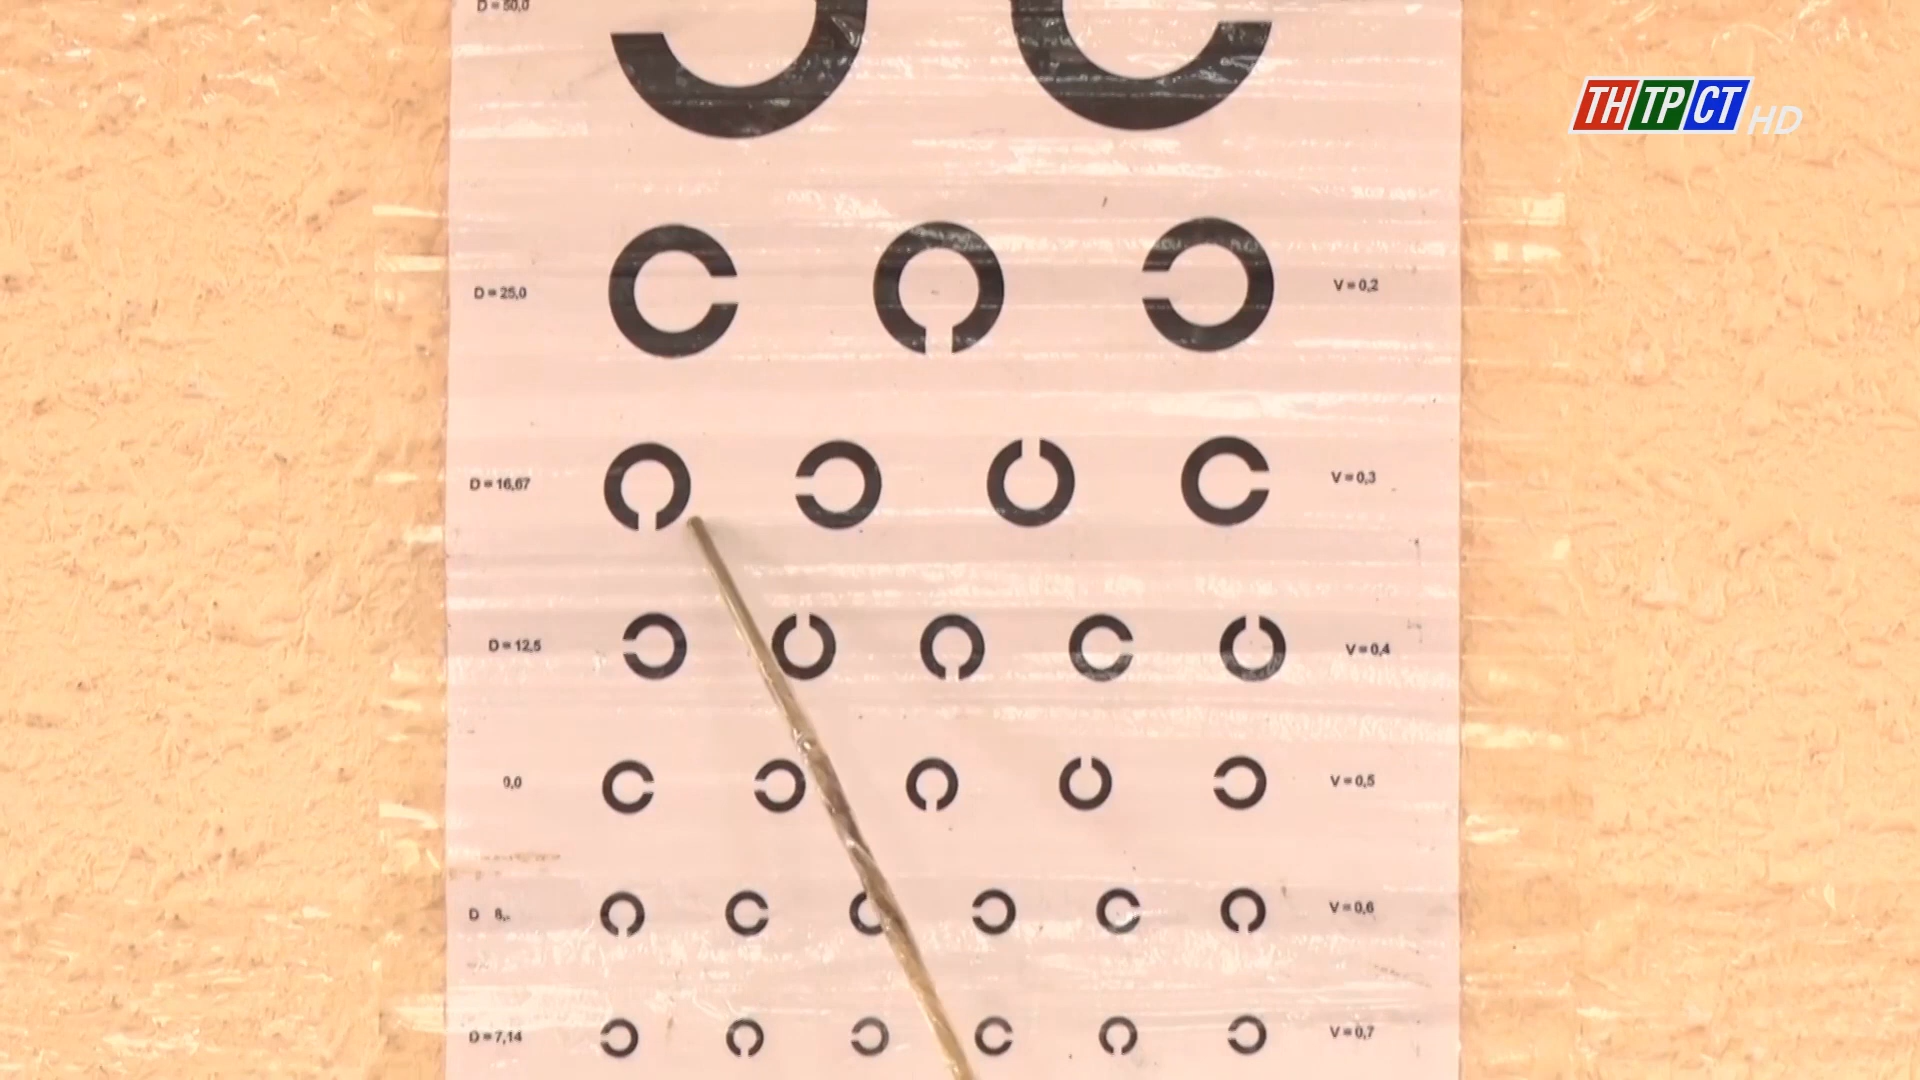 D = 50,0
THTPCT HD
D = 25,0 V = 0,2
D = 16,67 V = 0,3
D = 12,5 V = 0,4
0,0 V = 0,5
D V = 0,6
D = 7,14 V = 0,7